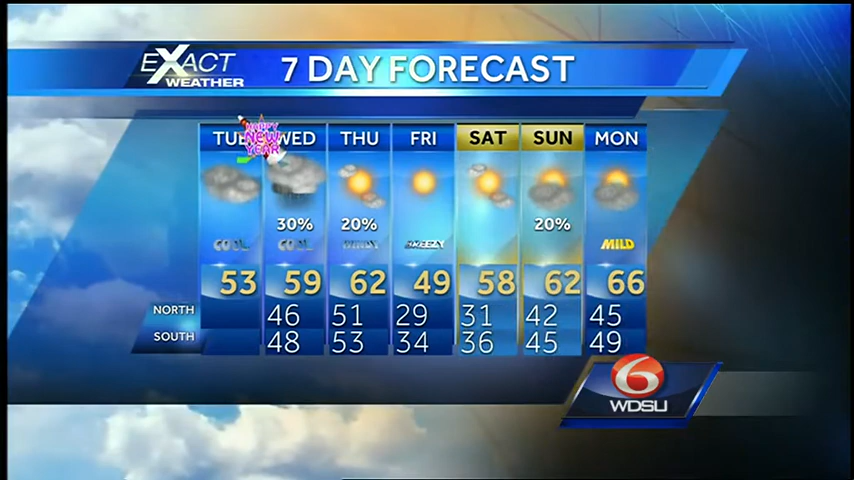 EXACT
WEATHER
7 DAY FORECAST
TUE WED THU FRI SAT SUN MON
HAPPY
NEW
YEAR
30% 20% 20%
COOL COOL WINDY BREEZY MILD
53 59 62 49 58 62 66
NORTH 46 51 29 31 42 45
SOUTH 48 53 34 36 45 49
6
WDSU